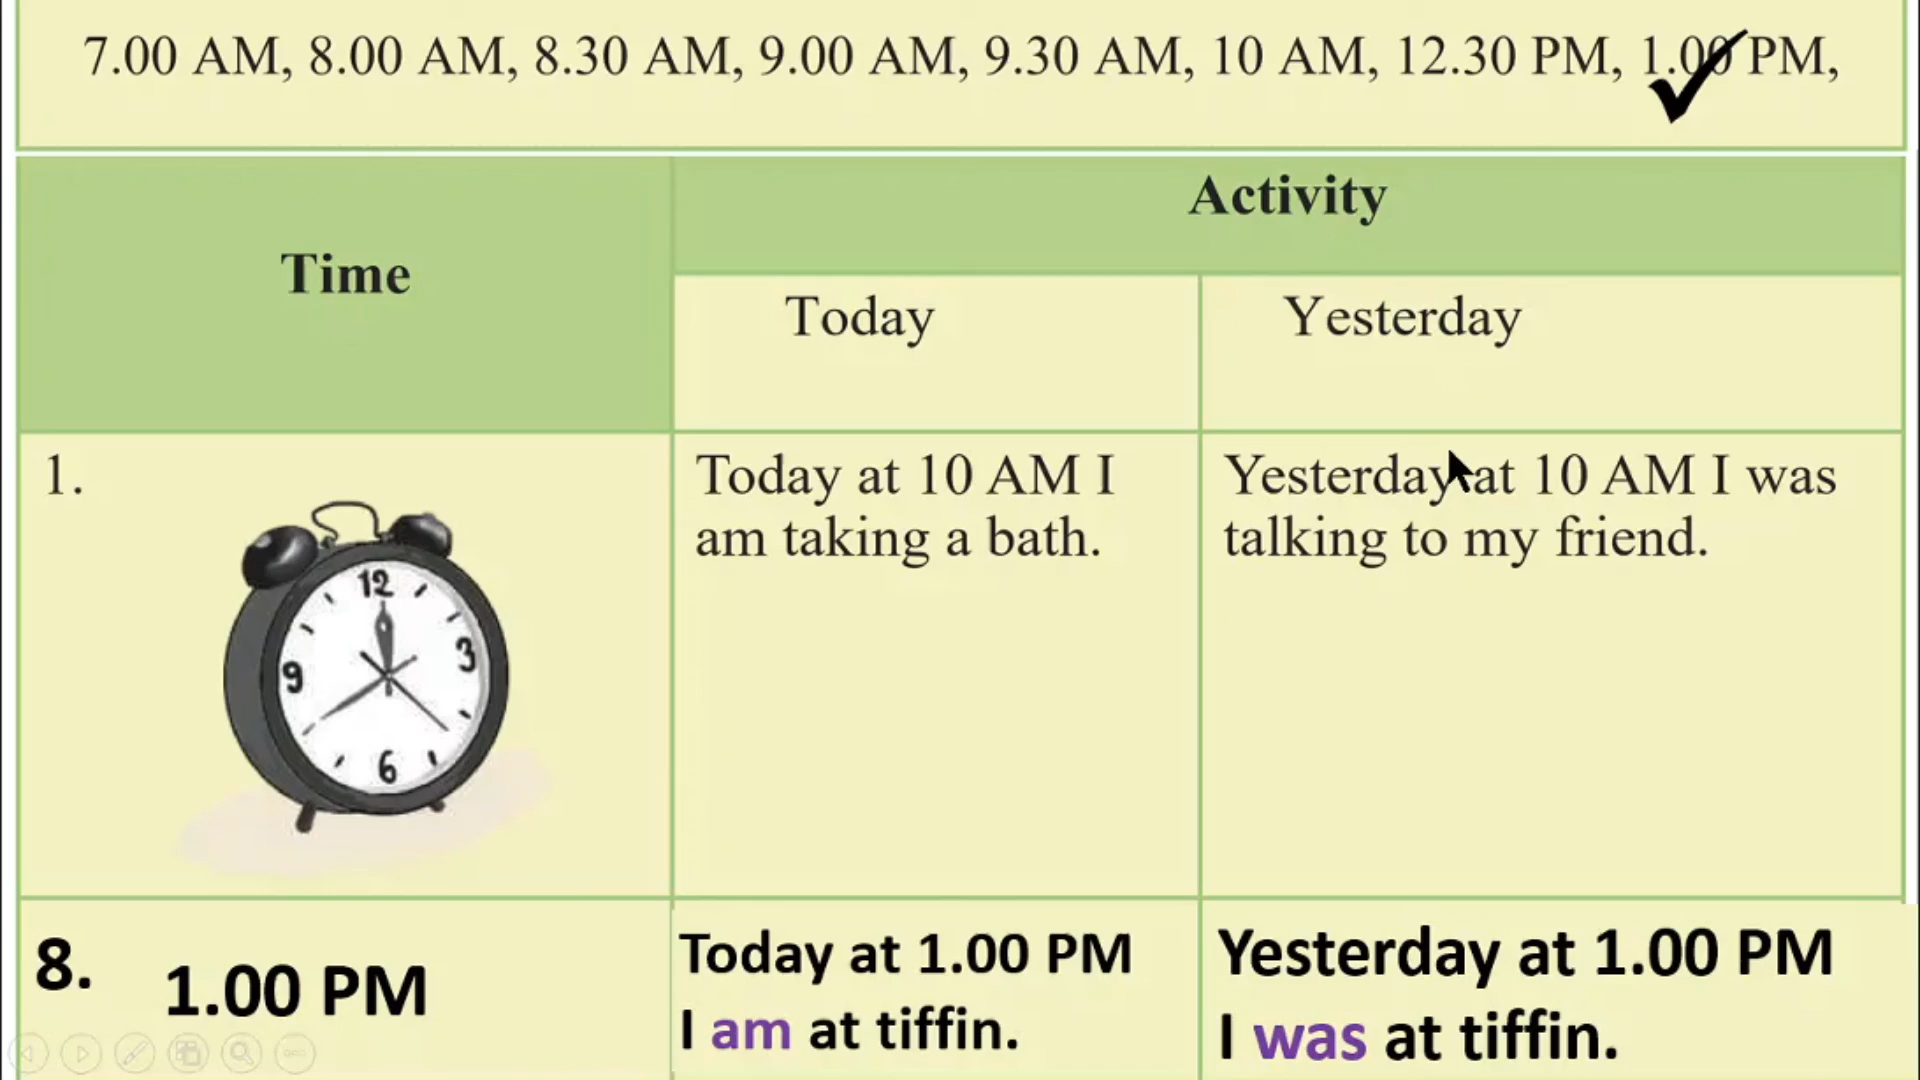 7.00 AM, 8.00 AM, 8.30 AM, 9.00 AM, 9.30 AM, 10 AM, 12.30 PM, 1.00 PM,
Time
Activity
Today
Yesterday
1.
12
3
6
9
Today at 10 AM I
am taking a bath.
Yesterday at 10 AM I was
talking to my friend.
8.
1.00 PM
Today at 1.00 PM
I am at tiffin.
Yesterday at 1.00 PM
I was at tiffin.